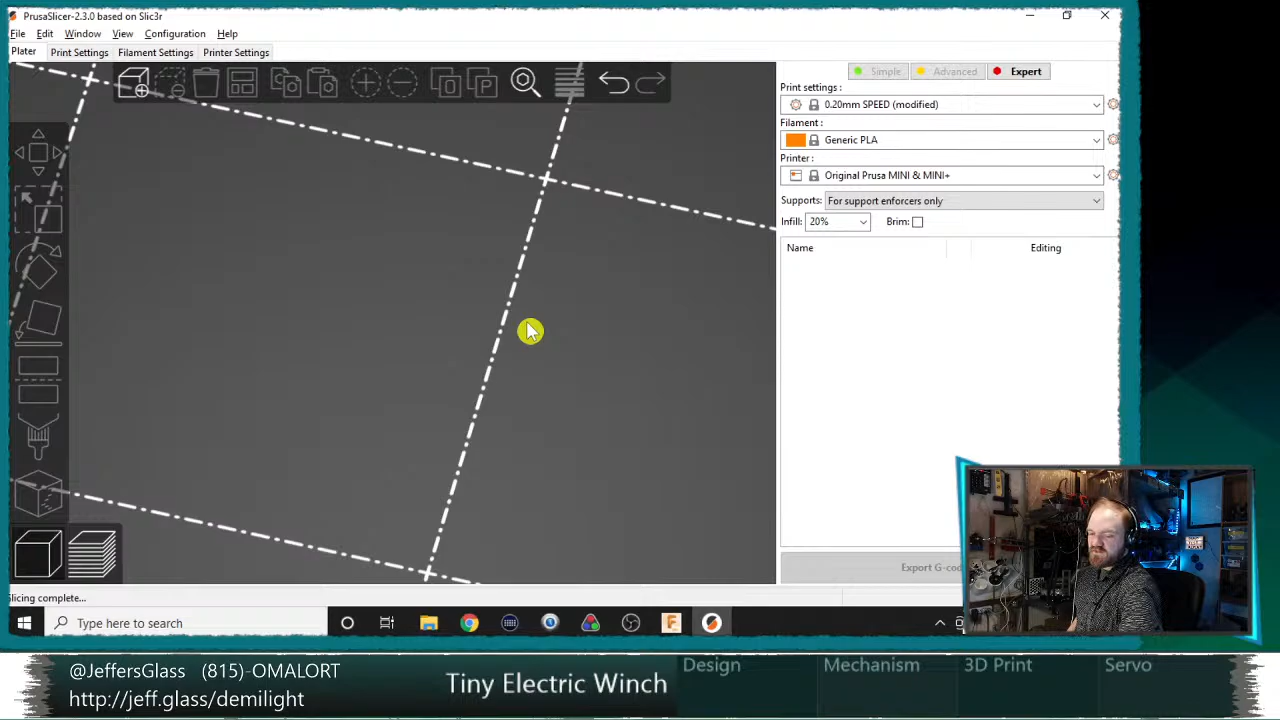 PrusaSlicer-2.3.0 based on Slic3r
File Edit Window View Configuration Help
Plater Print Settings Filament Settings Printer Settings
Simple Advanced Expert
Print settings :
0.20mm SPEED (modified)
Filament :
Generic PLA
Printer :
Original Prusa MINI & MINI+
Supports: For support enforcers only
Infill: 20% Brim:
Name Editing
Export G-co
Slicing complete...
Type here to search
@JeffersGlass (815)-OMALORT
http://jeff.glass/demilight
Tiny Electric Winch
Design Mechanism 3D Print Servo